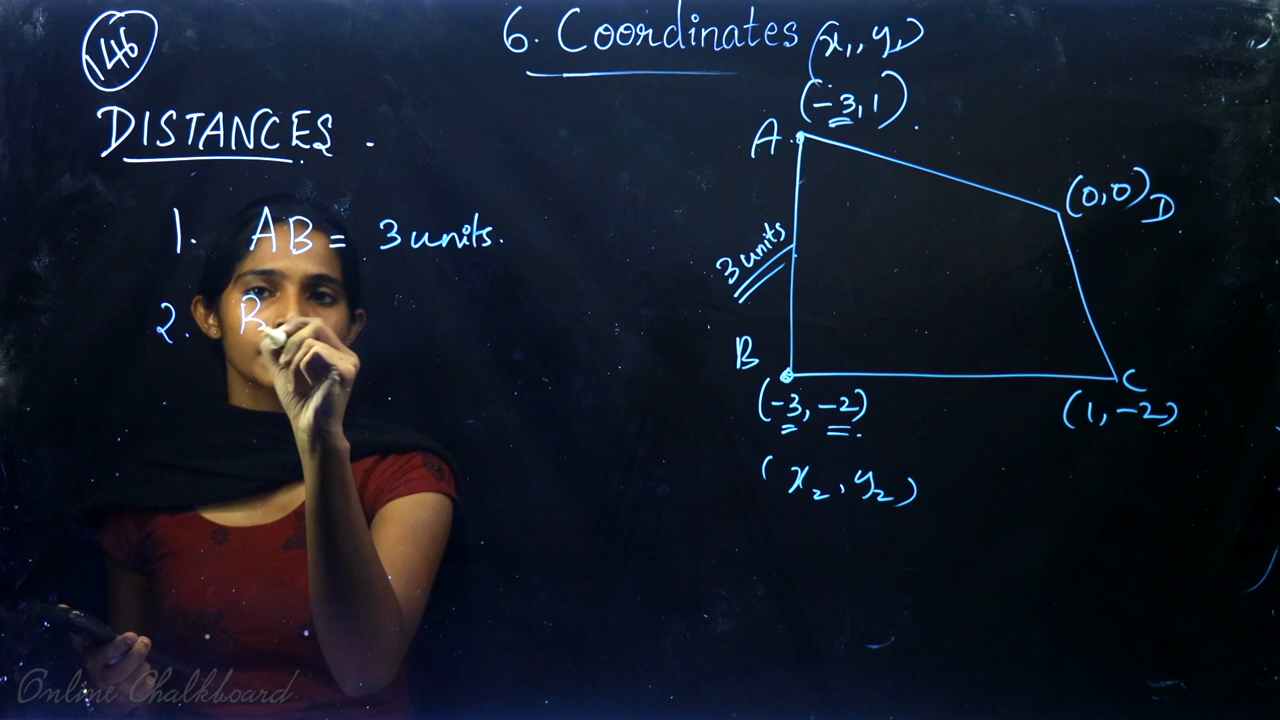 146
6. Coordinates
(x₁, y₁)
DISTANCES.
(-3, 1).
A.
(0,0) D.
1. AB = 3 units.
3 units
2. B
B
C
(-3, -2).
(1, -2)
(x₂, y₂)
Online Chalkboard